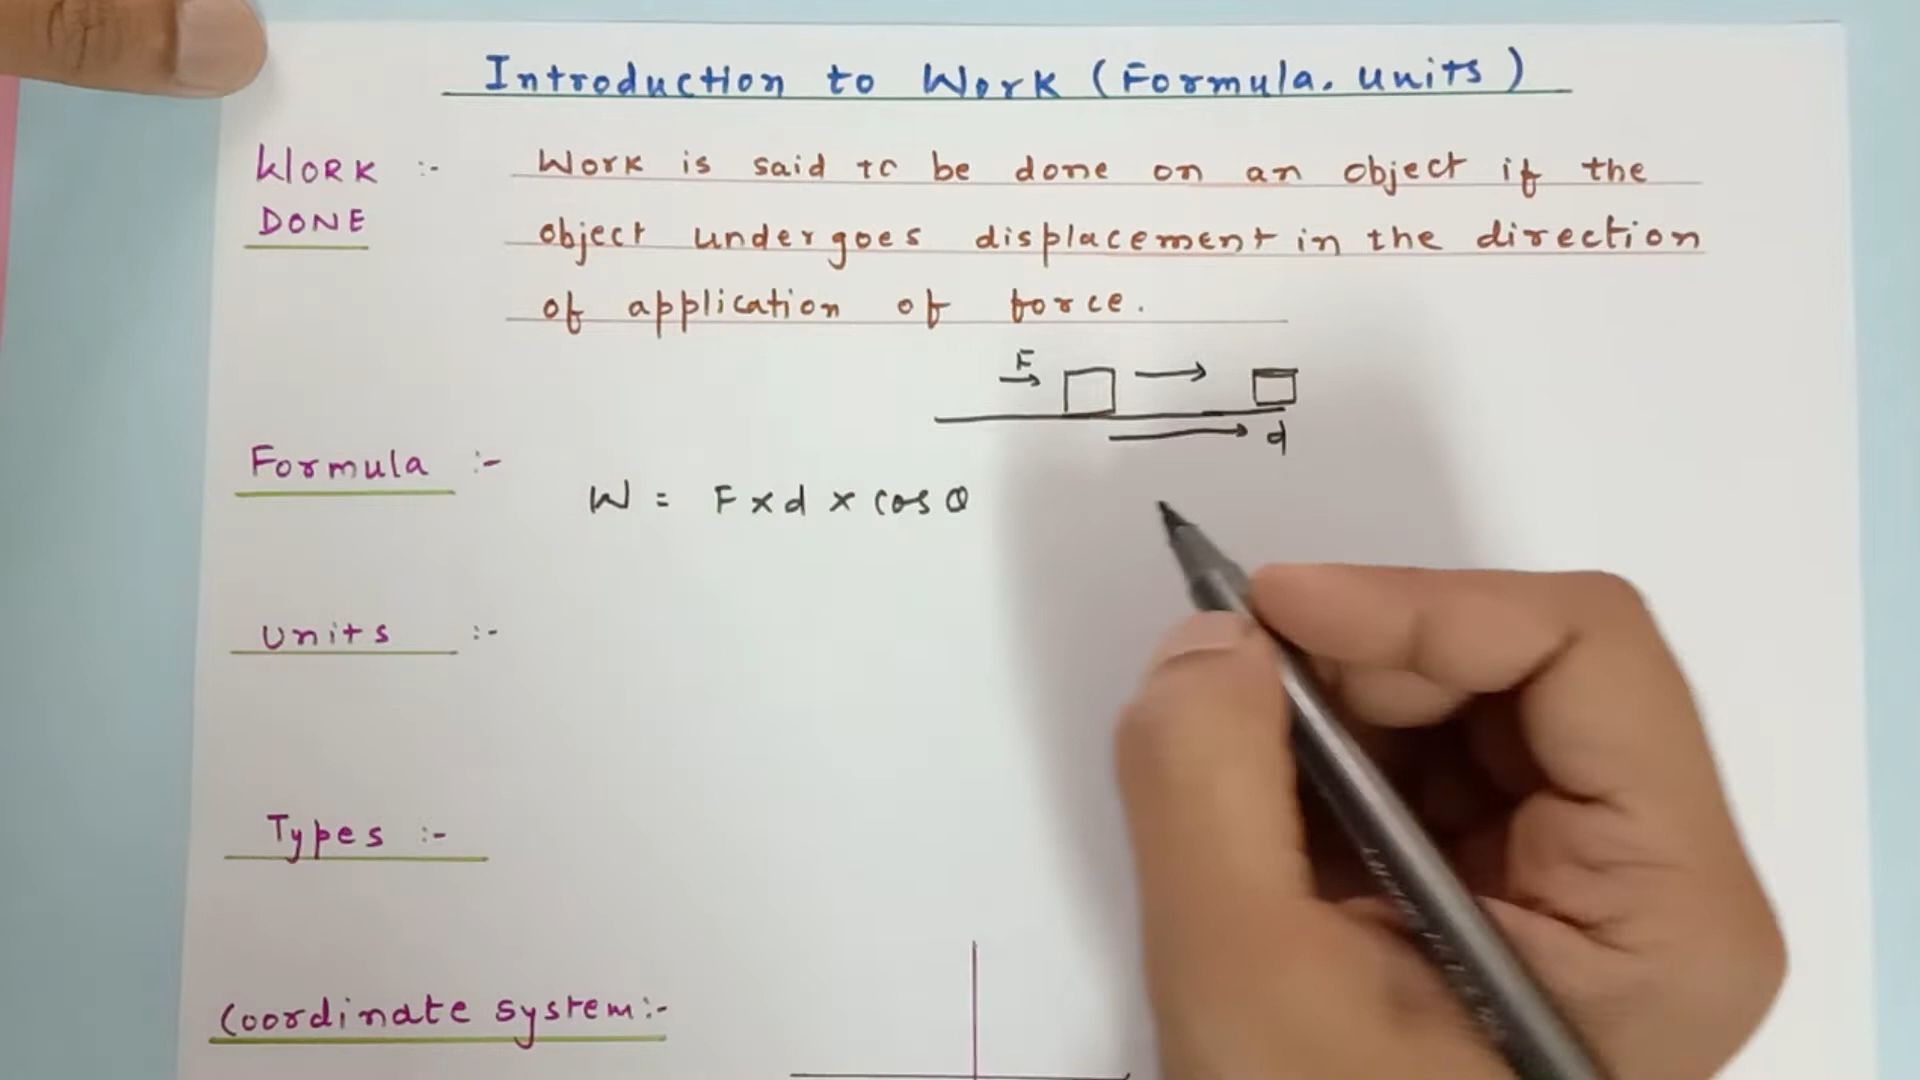 Introduction to Work (Formula, units)
WORK :- Work is said to be done on an object if the
DONE object undergoes displacement in the direction
of application of force.
F
d
Formula :-
W = F x d x cos θ
Units :-
Types :-
Coordinate system:-